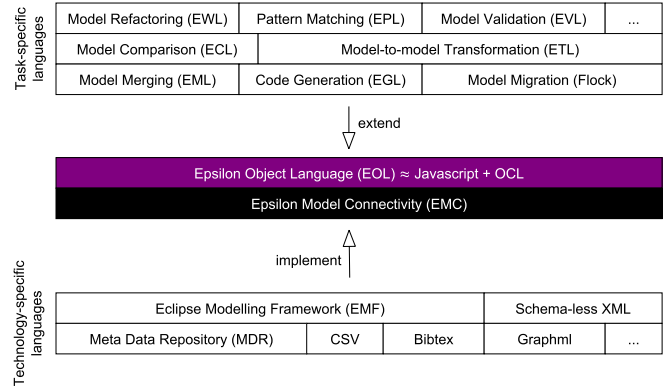 Task-specific
languages
Model Refactoring (EWL)
Pattern Matching (EPL)
Model Validation (EVL)
...
Model Comparison (ECL)
Model-to-model Transformation (ETL)
Model Merging (EML)
Code Generation (EGL)
Model Migration (Flock)
extend
Epsilon Object Language (EOL) ≈ Javascript + OCL
Epsilon Model Connectivity (EMC)
implement
Technology-specific
languages
Eclipse Modelling Framework (EMF)
Schema-less XML
Meta Data Repository (MDR)
CSV
Bibtex
Graphml
...